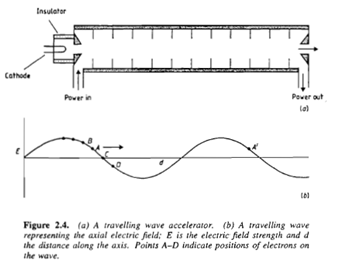 Insulator
Cathode
Power in
Power out
(a)
E
B
A
C
D
d
A'
(b)
Figure 2.4. (a) A travelling wave accelerator. (b) A travelling wave
representing the axial electric field; E is the electric field strength and d
the distance along the axis. Points A–D indicate positions of electrons on
the wave.